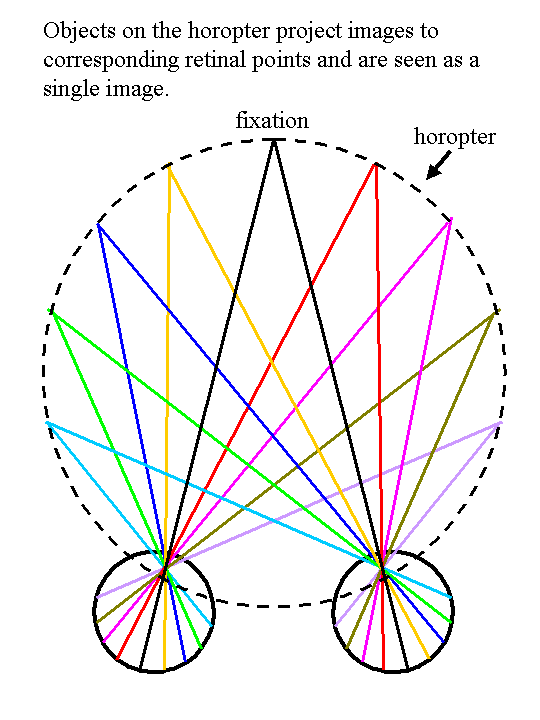 Objects on the horopter project images to
corresponding retinal points and are seen as a
single image.
fixation
horopter